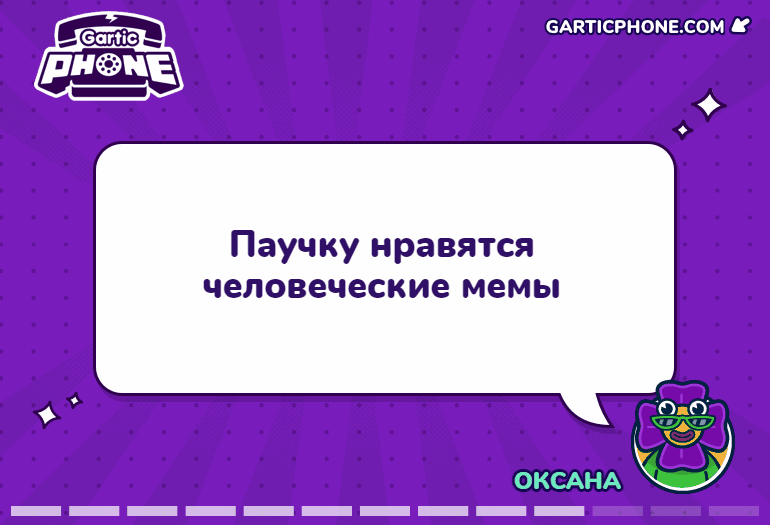 Gartic
PHONE
GARTICPHONE.COM
Паучку нравятся
человеческие мемы
ОКСАНА